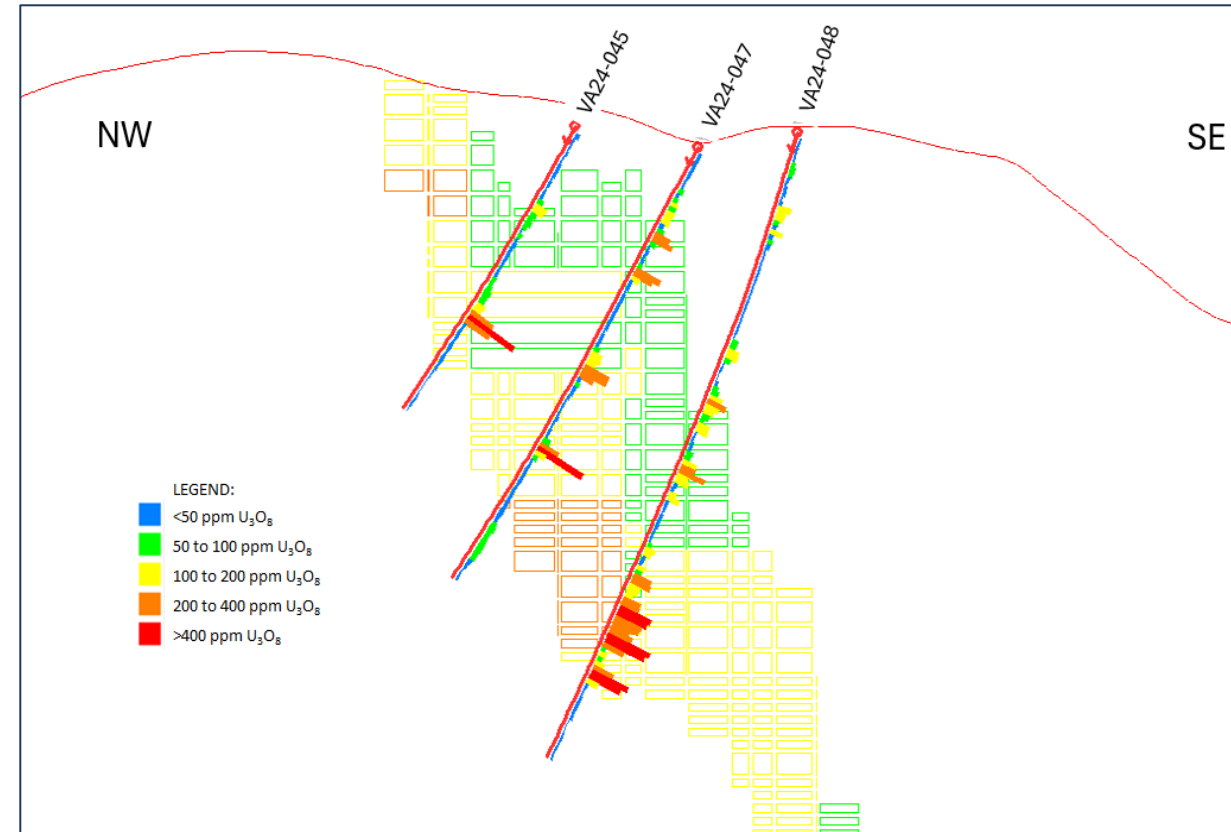 VA24-045
VA24-047
VA24-048
NW
SE
LEGEND:
<50 ppm U₃O₈
50 to 100 ppm U₃O₈
100 to 200 ppm U₃O₈
200 to 400 ppm U₃O₈
>400 ppm U₃O₈